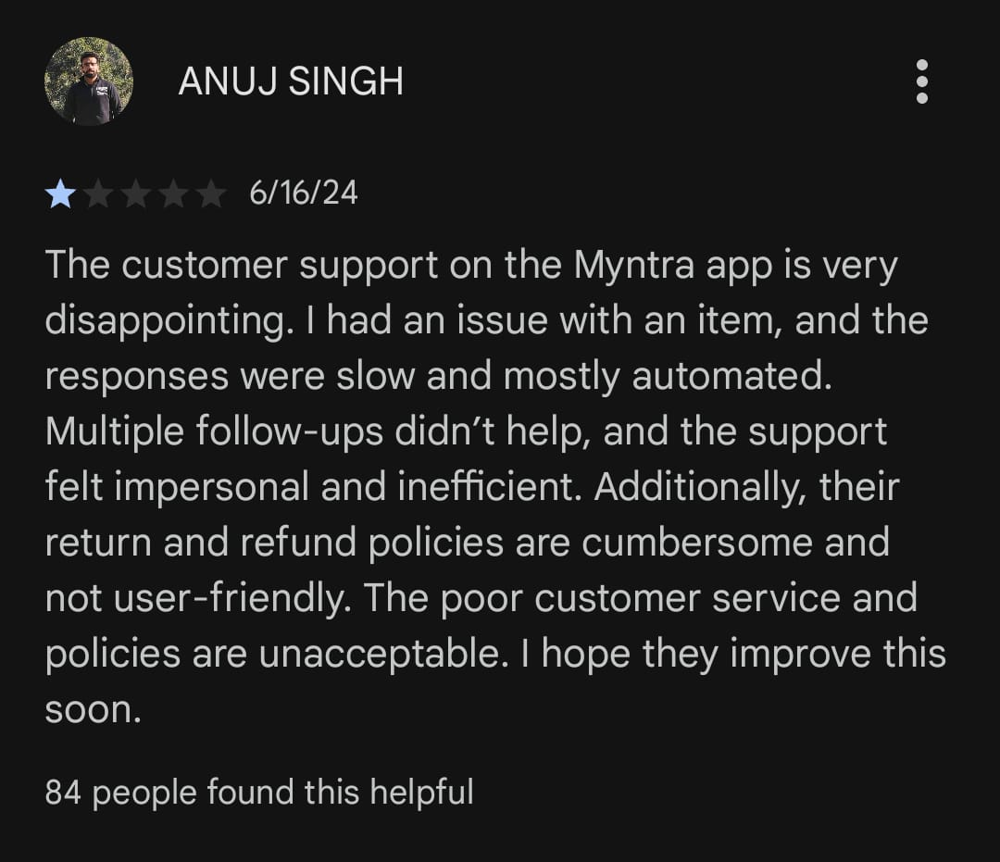 ANUJ SINGH
6/16/24
The customer support on the Myntra app is very
disappointing. I had an issue with an item, and the
responses were slow and mostly automated.
Multiple follow-ups didn’t help, and the support
felt impersonal and inefficient. Additionally, their
return and refund policies are cumbersome and
not user-friendly. The poor customer service and
policies are unacceptable. I hope they improve this
soon.
84 people found this helpful